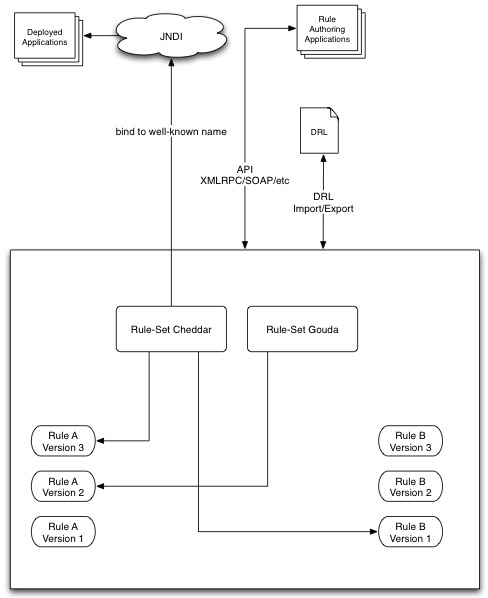 Deployed
Applications
JNDI
Rule
Authoring
Applications
DRL
bind to well-known name
API
XMLRPC/SOAP/etc
DRL
Import/Export
Rule-Set Cheddar
Rule-Set Gouda
Rule A
Version 3
Rule B
Version 3
Rule A
Version 2
Rule B
Version 2
Rule A
Version 1
Rule B
Version 1